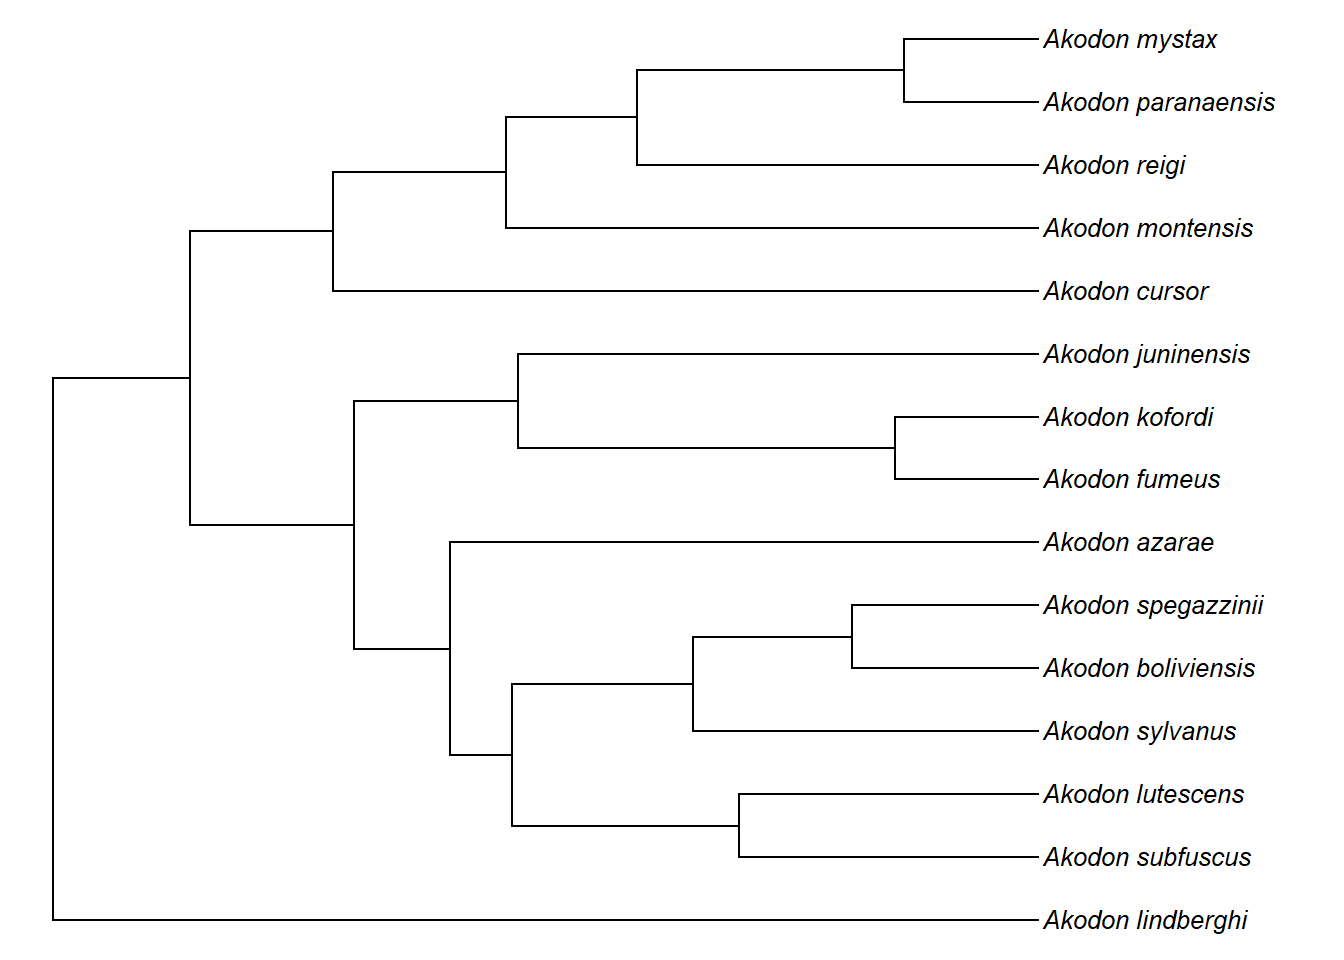 Akodon mystax
Akodon paranaensis
Akodon reigi
Akodon montensis
Akodon cursor
Akodon juninensis
Akodon kofordi
Akodon fumeus
Akodon azarae
Akodon spegazzinii
Akodon boliviensis
Akodon sylvanus
Akodon lutescens
Akodon subfuscus
Akodon lindberghi